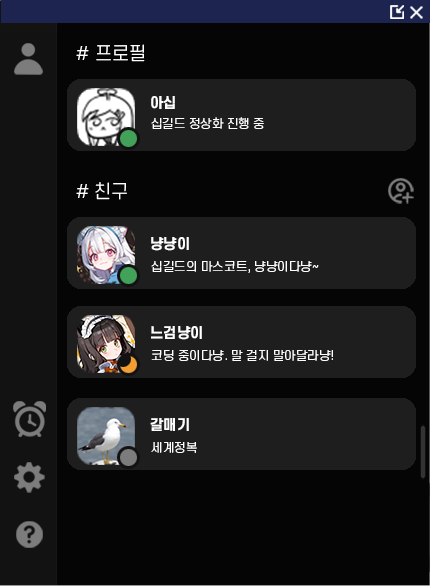 # 프로필
아십
십길드 정상화 진행 중
# 친구
냥냥이
십길드의 마스코트, 냥냥이다냥~
느검냥이
코딩 중이다냥. 말 걸지 말아달라냥!
갈매기
세계정복